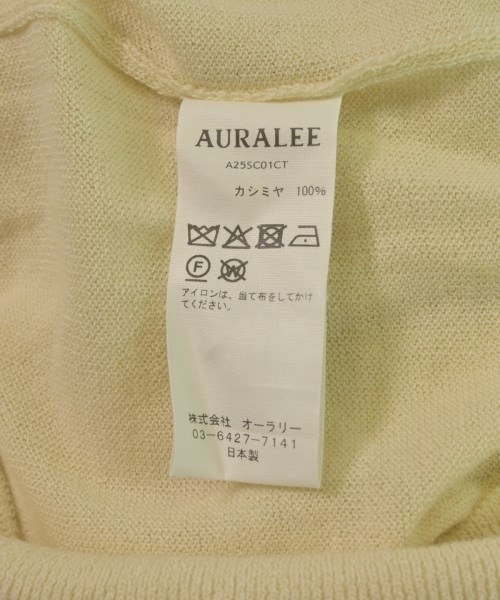 AURALEE
A25SC01CT
カシミヤ 100%
F
W
アイロンは、当て布をしてかけ
てください。
株式会社 オーラリー
03-6427-7141
日本製